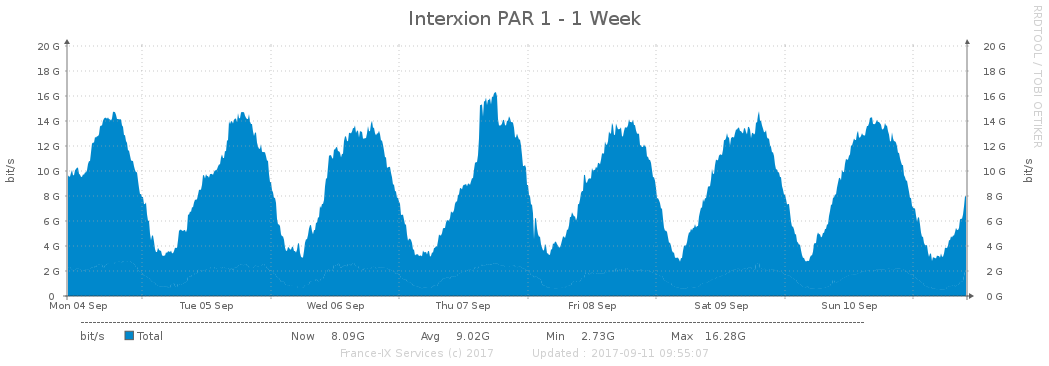 Interxion PAR 1 - 1 Week
RRDTOOL / TOBI OETIKER
bit/s
bit/s
20 G 20 G
18 G 18 G
16 G 16 G
14 G 14 G
12 G 12 G
10 G 10 G
8 G 8 G
6 G 6 G
4 G 4 G
2 G 2 G
0 0 G
Mon 04 Sep Tue 05 Sep Wed 06 Sep Thu 07 Sep Fri 08 Sep Sat 09 Sep Sun 10 Sep
bit/s Total Now 8.09G Avg 9.02G Min 2.73G Max 16.28G
France-IX Services (c) 2017 Updated : 2017-09-11 09:55:07